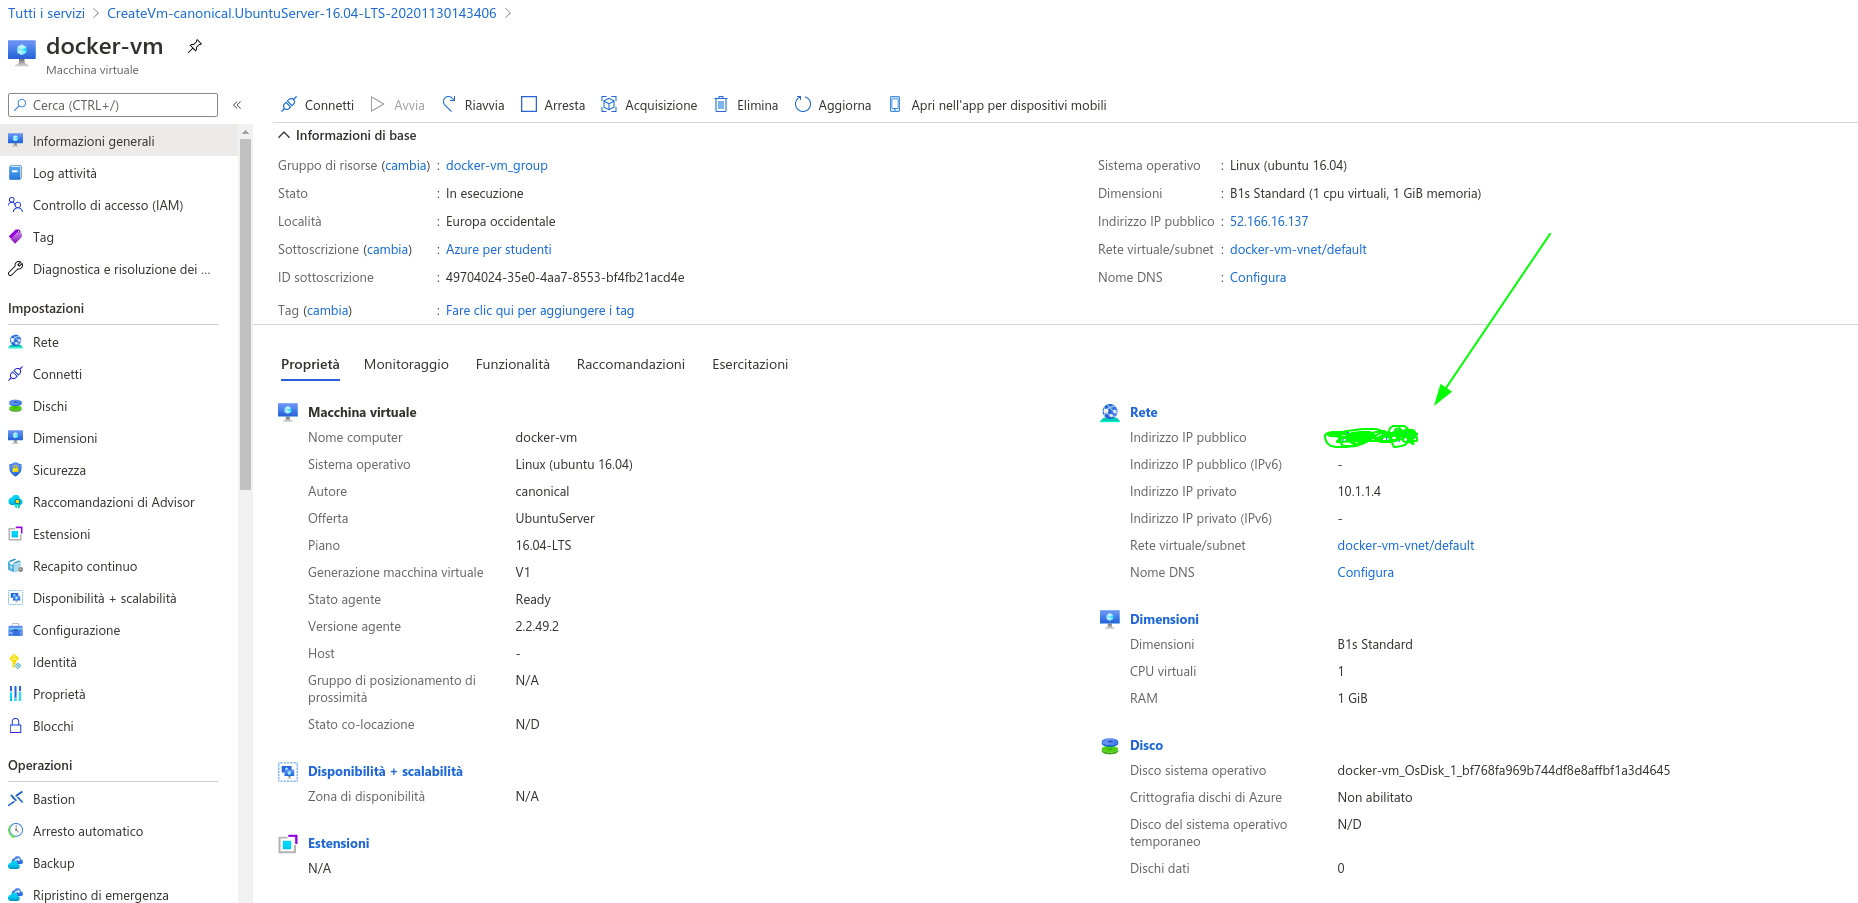 Tutti i servizi > CreateVm-canonical.UbuntuServer-16.04-LTS-20201130143406 >
docker-vm
Macchina virtuale
Cerca (CTRL+/)
«
Informazioni generali
Log attività
Controllo di accesso (IAM)
Tag
Diagnostica e risoluzione dei ...
Impostazioni
Rete
Connetti
Dischi
Dimensioni
Sicurezza
Raccomandazioni di Advisor
Estensioni
Recapito continuo
Disponibilità + scalabilità
Configurazione
Identità
Proprietà
Blocchi
Operazioni
Bastion
Arresto automatico
Backup
Ripristino di emergenza
Connetti Avvia Riavvia Arresta Acquisizione Elimina Aggiorna Apri nell'app per dispositivi mobili
Informazioni di base
Gruppo di risorse (cambia) : docker-vm_group
Stato : In esecuzione
Località : Europa occidentale
Sottoscrizione (cambia) : Azure per studenti
ID sottoscrizione : 49704024-35e0-4aa7-8553-bf4fb21acd4e
Tag (cambia) : Fare clic qui per aggiungere i tag
Sistema operativo : Linux (ubuntu 16.04)
Dimensioni : B1s Standard (1 cpu virtuali, 1 GiB memoria)
Indirizzo IP pubblico : 52.166.16.137
Rete virtuale/subnet : docker-vm-vnet/default
Nome DNS : Configura
Proprietà Monitoraggio Funzionalità Raccomandazioni Esercitazioni
Macchina virtuale
Nome computer docker-vm
Sistema operativo Linux (ubuntu 16.04)
Autore canonical
Offerta UbuntuServer
Piano 16.04-LTS
Generazione macchina virtuale V1
Stato agente Ready
Versione agente 2.2.49.2
Host -
Gruppo di posizionamento di N/A
prossimità
Stato co-locazione N/D
Disponibilità + scalabilità
Zona di disponibilità N/A
Estensioni
N/A
Rete
Indirizzo IP pubblico
Indirizzo IP pubblico (IPv6) -
Indirizzo IP privato 10.1.1.4
Indirizzo IP privato (IPv6) -
Rete virtuale/subnet docker-vm-vnet/default
Nome DNS Configura
Dimensioni
Dimensioni B1s Standard
CPU virtuali 1
RAM 1 GiB
Disco
Disco sistema operativo docker-vm_OsDisk_1_bf768fa969b744df8e8affbf1a3d4645
Crittografia dischi di Azure Non abilitato
Disco del sistema operativo N/D
temporaneo
Dischi dati 0